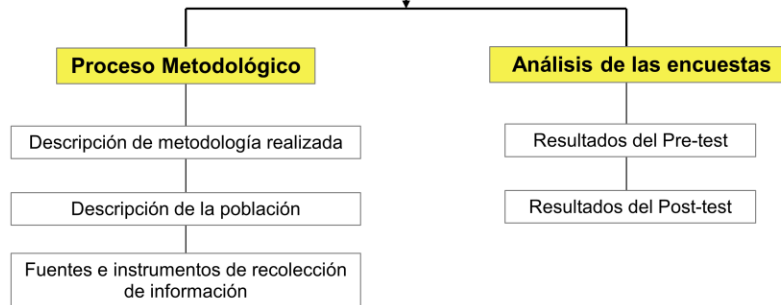 Proceso Metodológico
Descripción de metodología realizada
Descripción de la población
Fuentes e instrumentos de recolección
de información
Análisis de las encuestas
Resultados del Pre-test
Resultados del Post-test